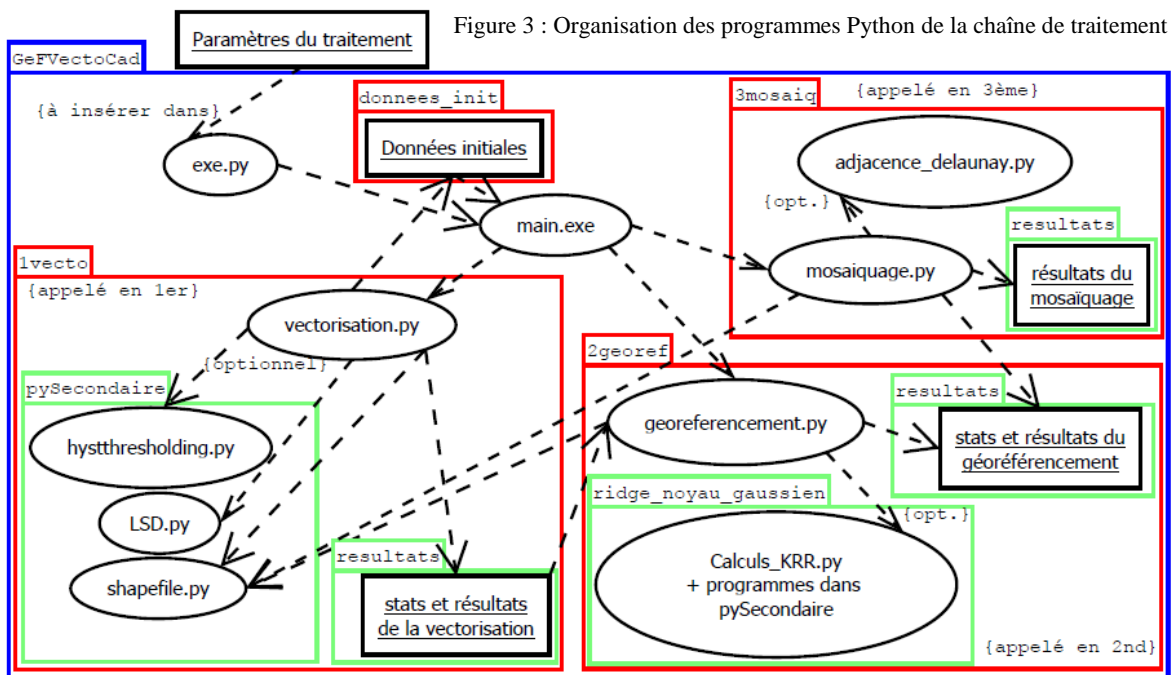 Figure 3 : Organisation des programmes Python de la chaîne de traitement
Paramètres du traitement
GeFVectoCad
{à insérer dans}
exe.py
donnees_init
Données initiales
main.exe
3mosaiq
{appelé en 3ème}
adjacence_delaunay.py
{opt.}
mosaiquage.py
resultats
résultats du
mosaïquage
1vecto
{appelé en 1er}
vectorisation.py
{optionnel}
pySecondaire
hystthresholding.py
LSD.py
shapefile.py
resultats
stats et résultats
de la vectorisation
2georef
georeferencement.py
resultats
stats et résultats du
géoréférencement
ridge_noyau_gaussien
{opt.}
Calculs_KRR.py
+ programmes dans
pySecondaire
{appelé en 2nd}